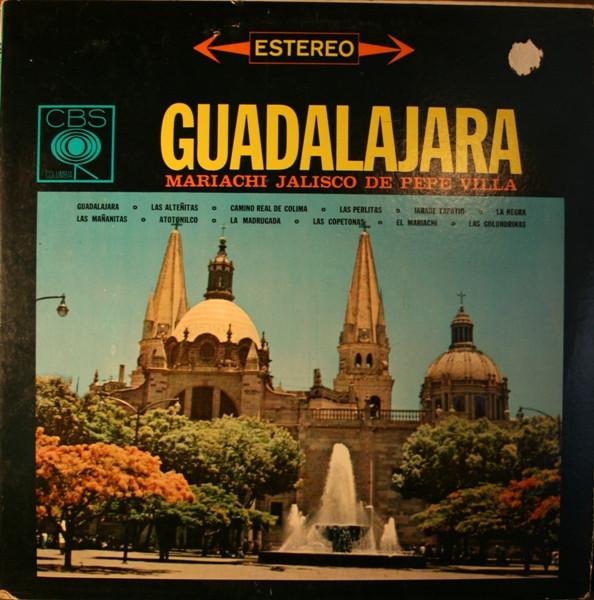 ESTEREO
CBS
COLUMBIA
GUADALAJARA
MARIACHI JALISCO DE PEPE VILLA
GUADALAJARA o LAS ALTEÑITAS o CAMINO REAL DE COLIMA o LAS PERLITAS o JARABE TAPATIO o LA NEGRA
LAS MAÑANITAS o ATOTONILCO o LA MADRUGADA o LAS COPETONAS o EL MARIACHI o LAS GOLONDRINAS